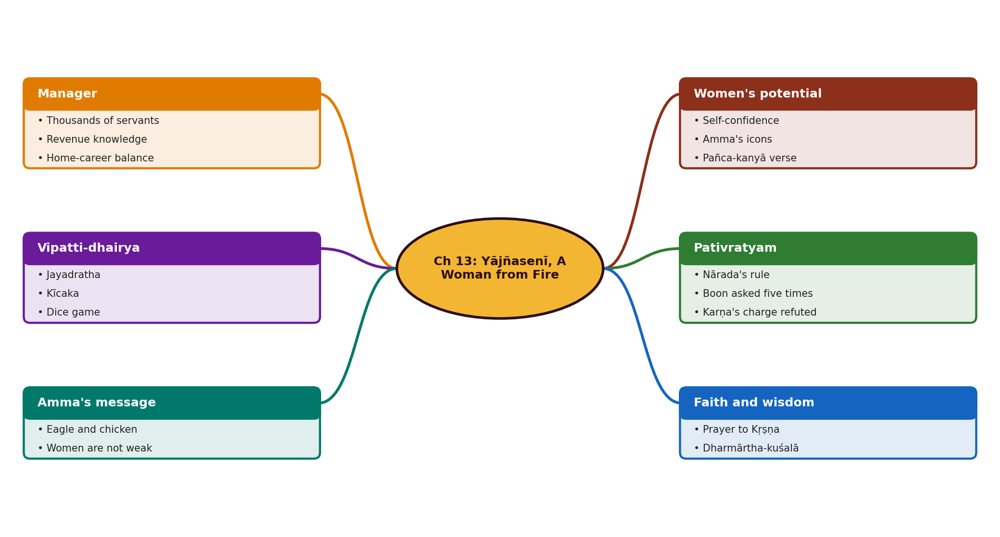 Ch 13: Yājñasenī, A
Woman from Fire
Women's potential
• Self-confidence
• Amma's icons
• Pañca-kanyā verse
Pativratyam
• Nārada's rule
• Boon asked five times
• Karṇa's charge refuted
Faith and wisdom
• Prayer to Kṛṣṇa
• Dharmārtha-kuśalā
Manager
• Thousands of servants
• Revenue knowledge
• Home-career balance
Vipatti-dhairya
• Jayadratha
• Kīcaka
• Dice game
Amma's message
• Eagle and chicken
• Women are not weak